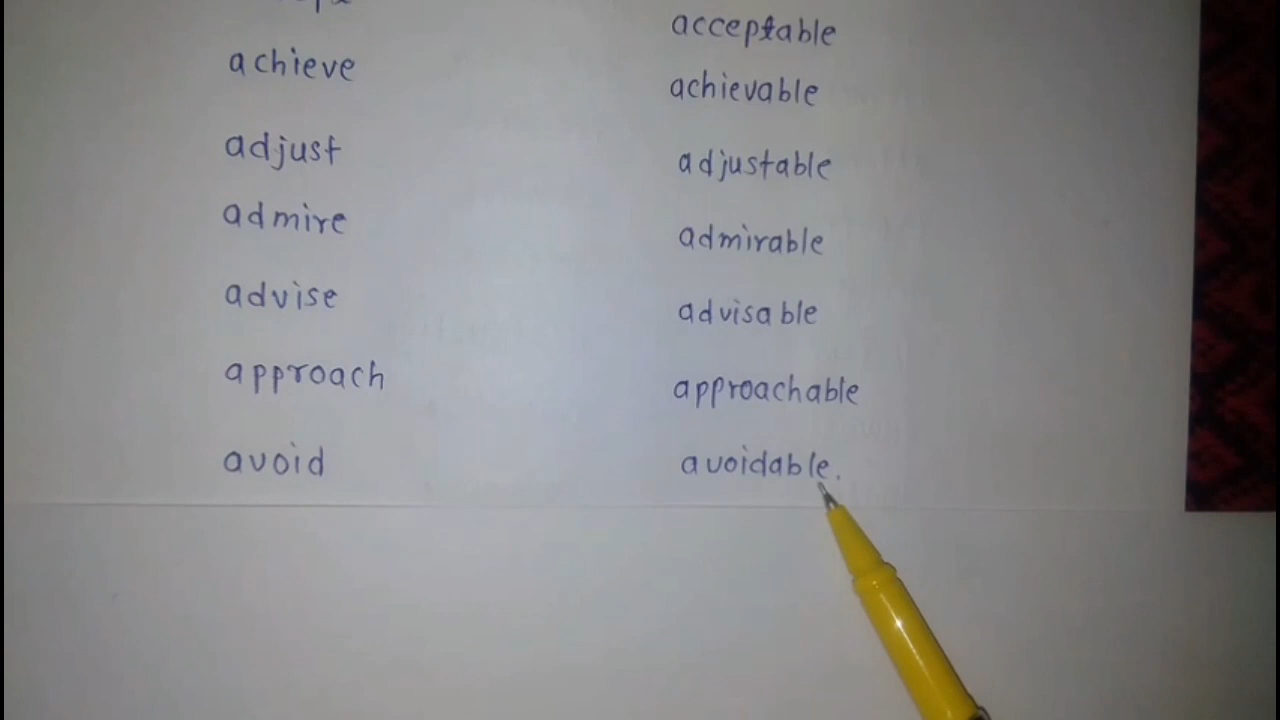 acceptable
achieve achievable
adjust adjustable
admire admirable
advise advisable
approach approachable
avoid avoidable.